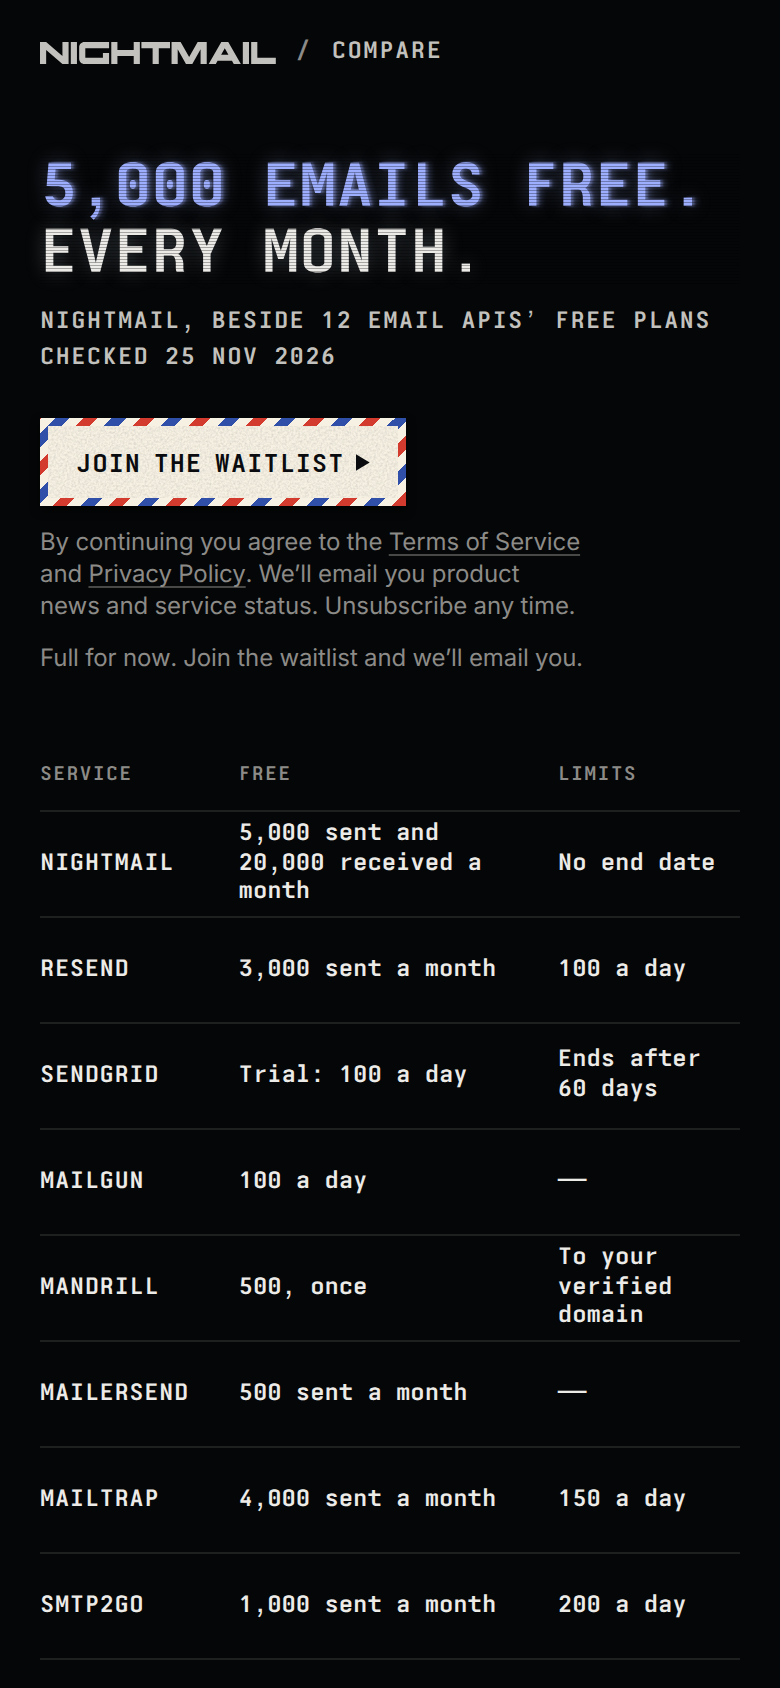 NIGHTMAIL / COMPARE
5,000 EMAILS FREE.
EVERY MONTH.
NIGHTMAIL, BESIDE 12 EMAIL APIS’ FREE PLANS
CHECKED 25 NOV 2026
JOIN THE WAITLIST ▶
By continuing you agree to the Terms of Service
and Privacy Policy. We’ll email you product
news and service status. Unsubscribe any time.
Full for now. Join the waitlist and we’ll email you.
SERVICE FREE LIMITS
NIGHTMAIL 5,000 sent and
20,000 received a
month No end date
RESEND 3,000 sent a month 100 a day
SENDGRID Trial: 100 a day Ends after
60 days
MAILGUN 100 a day —
MANDRILL 500, once To your
verified
domain
MAILERSEND 500 sent a month —
MAILTRAP 4,000 sent a month 150 a day
SMTP2GO 1,000 sent a month 200 a day